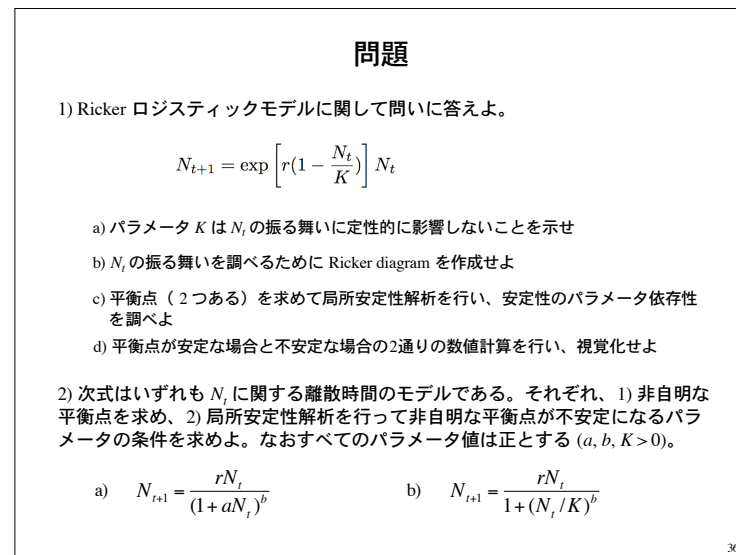 問題
1) Ricker ロジスティックモデルに関して問いに答えよ。
N_{t+1} = exp [ r(1 − \frac{N_t}{K}) ] N_t
a) パラメータ K は N_t の振る舞いに定性的に影響しないことを示せ
b) N_t の振る舞いを調べるために Ricker diagram を作成せよ
c) 平衡点（ 2 つある）を求めて局所安定性解析を行い、安定性のパラメータ依存性
を調べよ
d) 平衡点が安定な場合と不安定な場合の2通りの数値計算を行い、視覚化せよ
2) 次式はいずれも N_t に関する離散時間のモデルである。それぞれ、1) 非自明な
平衡点を求め、2) 局所安定性解析を行って非自明な平衡点が不安定になるパラ
メータの条件を求めよ。なおすべてのパラメータ値は正とする (a, b, K > 0)。
a) N_{t+1} = \frac{rN_t}{(1 + aN_t)^b} b) N_{t+1} = \frac{rN_t}{1 + (N_t / K)^b}
36